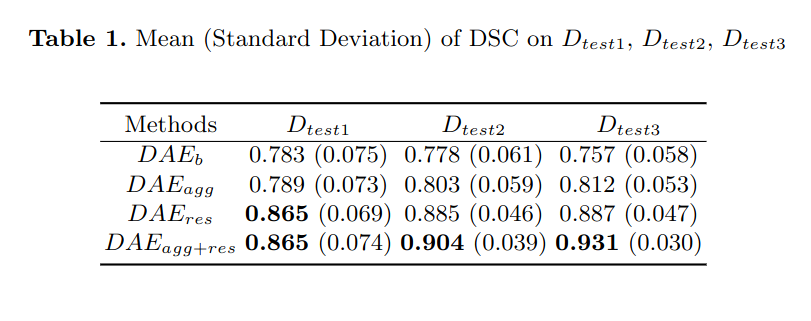 Table 1. Mean (Standard Deviation) of DSC on D_{test1}, D_{test2}, D_{test3}
Methods D_{test1} D_{test2} D_{test3}
DAE_b 0.783 (0.075) 0.778 (0.061) 0.757 (0.058)
DAE_{agg} 0.789 (0.073) 0.803 (0.059) 0.812 (0.053)
DAE_{res} 0.865 (0.069) 0.885 (0.046) 0.887 (0.047)
DAE_{agg+res} 0.865 (0.074) 0.904 (0.039) 0.931 (0.030)